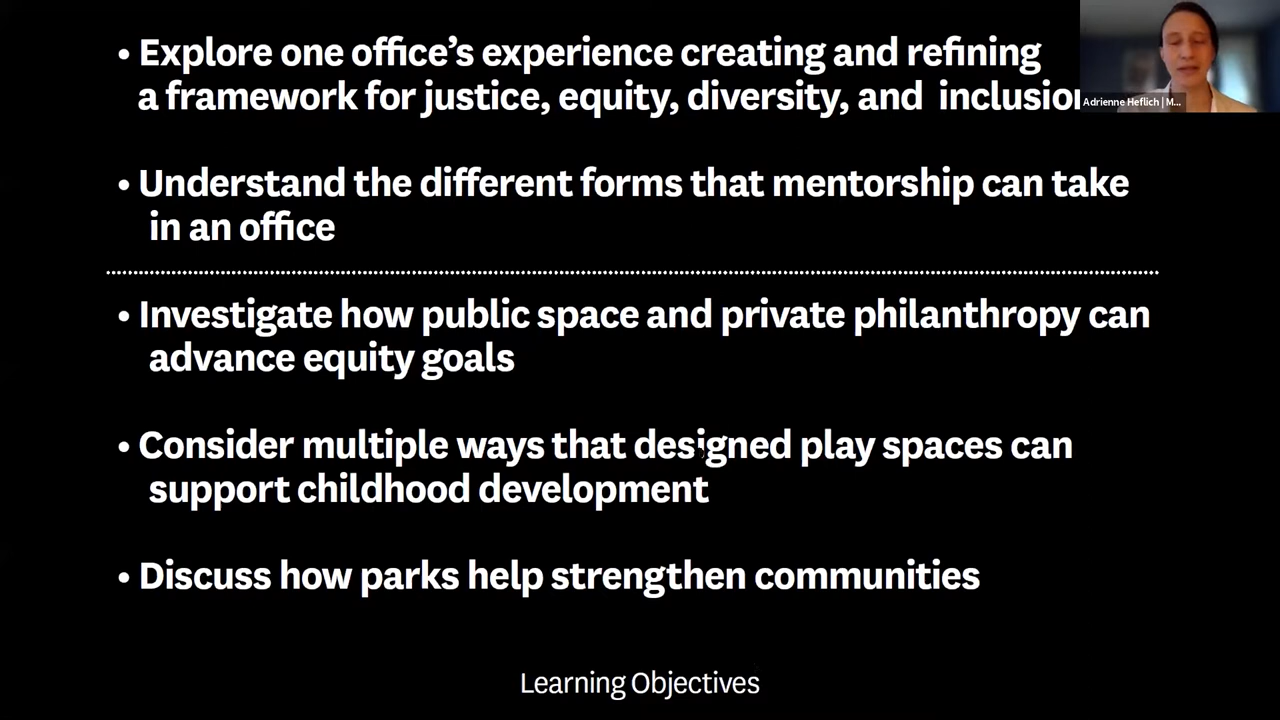 • Explore one office’s experience creating and refining
a framework for justice, equity, diversity, and inclusion
Adrienne Heflich | M...
• Understand the different forms that mentorship can take
in an office
• Investigate how public space and private philanthropy can
advance equity goals
• Consider multiple ways that designed play spaces can
support childhood development
• Discuss how parks help strengthen communities
Learning Objectives